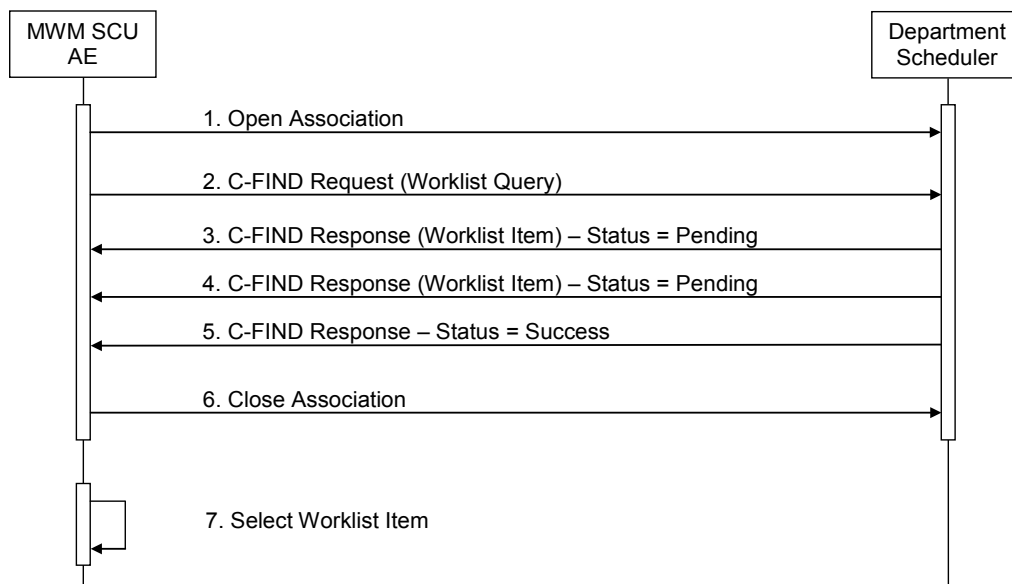 MWM SCU
AE
Department
Scheduler
1. Open Association
2. C-FIND Request (Worklist Query)
3. C-FIND Response (Worklist Item) – Status = Pending
4. C-FIND Response (Worklist Item) – Status = Pending
5. C-FIND Response – Status = Success
6. Close Association
7. Select Worklist Item